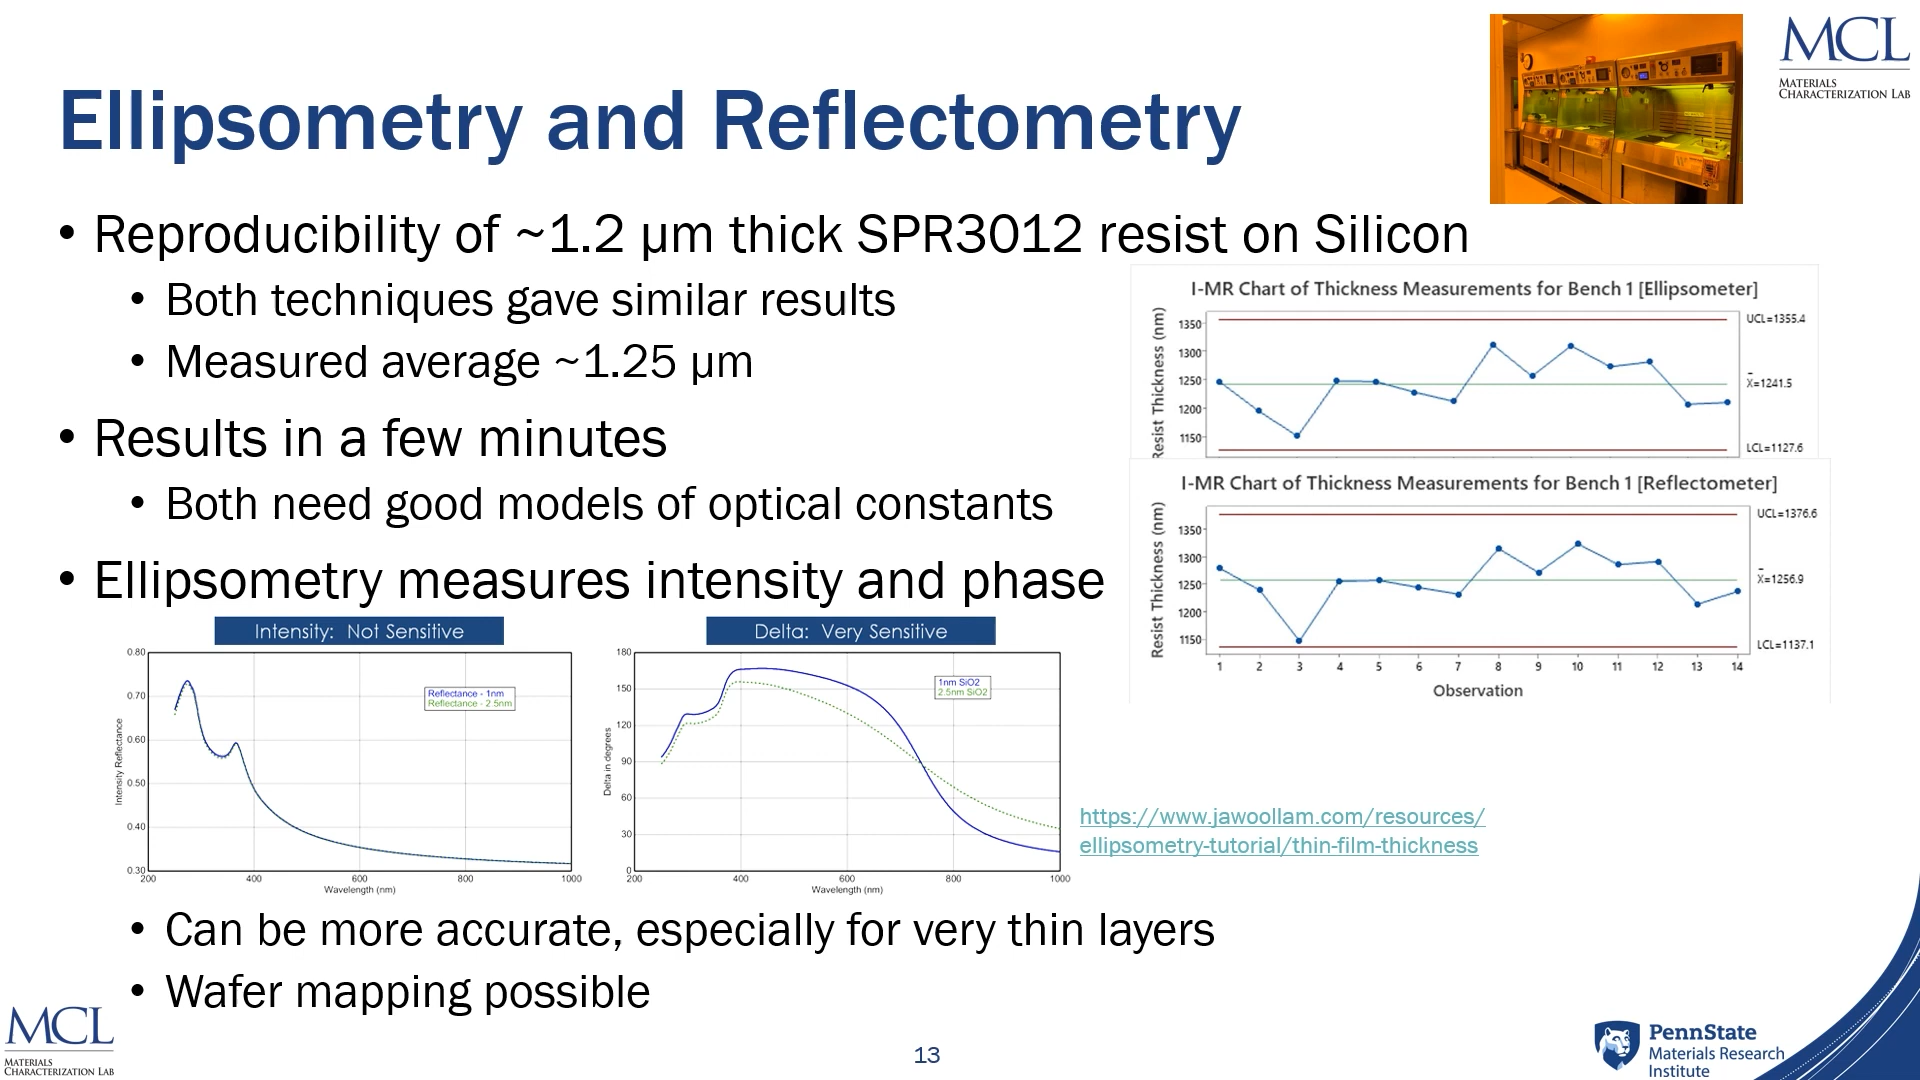 MCL
MATERIALS
CHARACTERIZATION LAB
Ellipsometry and Reflectometry
• Reproducibility of ~1.2 µm thick SPR3012 resist on Silicon
• Both techniques gave similar results
• Measured average ~1.25 µm
• Results in a few minutes
• Both need good models of optical constants
• Ellipsometry measures intensity and phase
I-MR Chart of Thickness Measurements for Bench 1 [Ellipsometer]
Resist Thickness (nm)
1350
1300
1250
1200
1150
UCL=1355.4
X̄=1241.5
LCL=1127.6
I-MR Chart of Thickness Measurements for Bench 1 [Reflectometer]
Resist Thickness (nm)
1350
1300
1250
1200
1150
UCL=1376.6
X̄=1256.9
LCL=1137.1
1 2 3 4 5 6 7 8 9 10 11 12 13 14
Observation
Intensity: Not Sensitive
Intensity Reflectance
0.80
0.70
0.60
0.50
0.40
0.30
Reflectance - 1nm
Reflectance - 2.5nm
200 400 600 800 1000
Wavelength (nm)
Delta: Very Sensitive
Delta in degrees
180
150
120
90
60
30
0
1nm SiO2
2.5nm SiO2
200 400 600 800 1000
Wavelength (nm)
https://www.jawoollam.com/resources/
ellipsometry-tutorial/thin-film-thickness
• Can be more accurate, especially for very thin layers
• Wafer mapping possible
MCL
MATERIALS
CHARACTERIZATION LAB
13
PennState
Materials Research
Institute